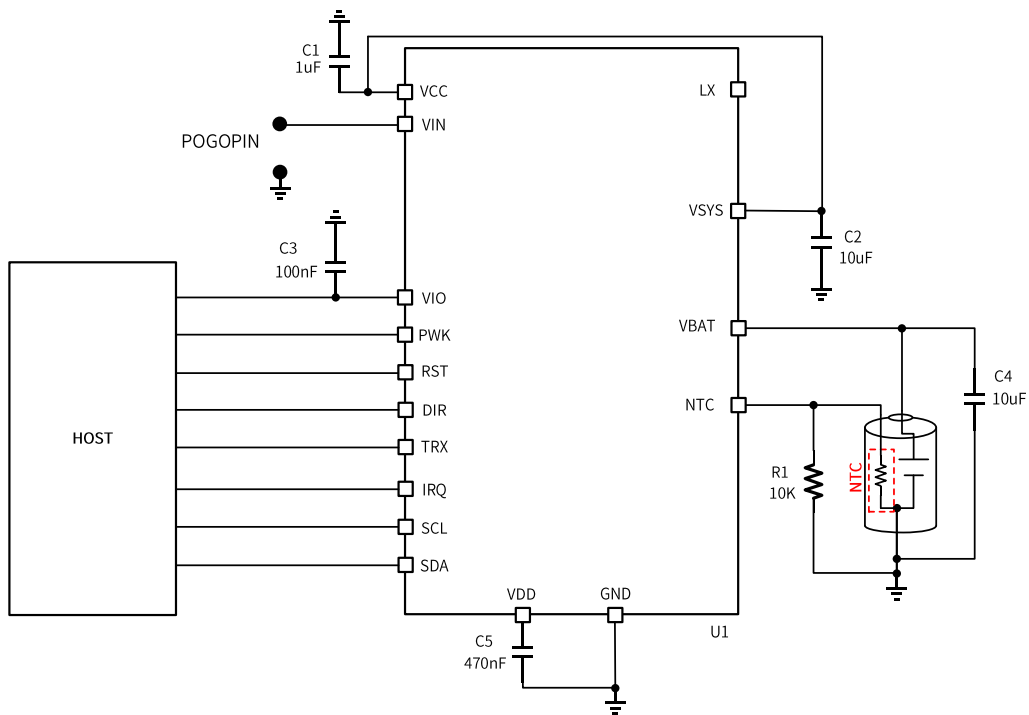 C1
1uF
VCC
LX
VIN
POGOPIN
VSYS
C2
10uF
C3
100nF
VIO
VBAT
PWK
RST
C4
10uF
NTC
DIR
HOST
TRX
NTC
R1
10K
IRQ
SCL
SDA
VDD
GND
U1
C5
470nF